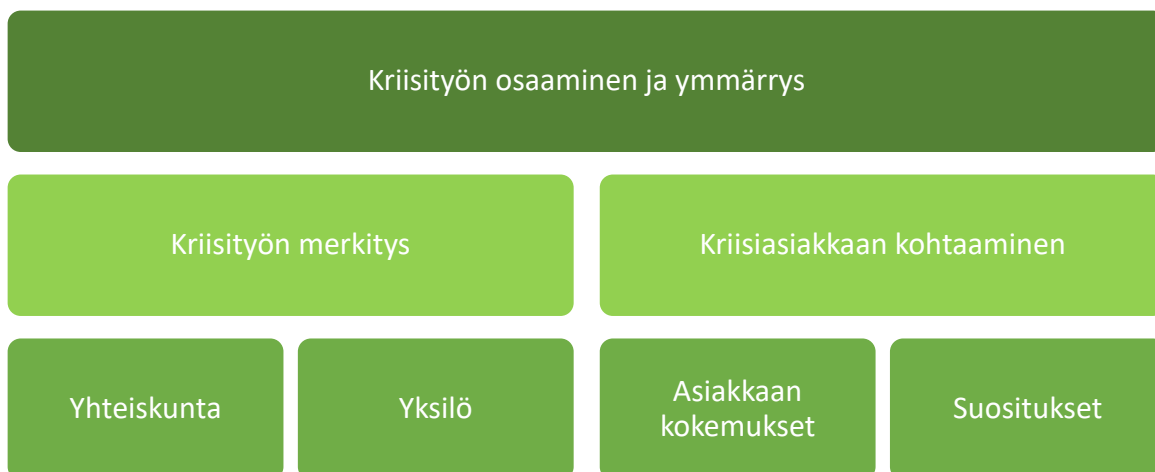 Kriisityön osaaminen ja ymmärrys
Kriisityön merkitys
Kriisiasiakkaan kohtaaminen
Yhteiskunta
Yksilö
Asiakkaan
kokemukset
Suositukset